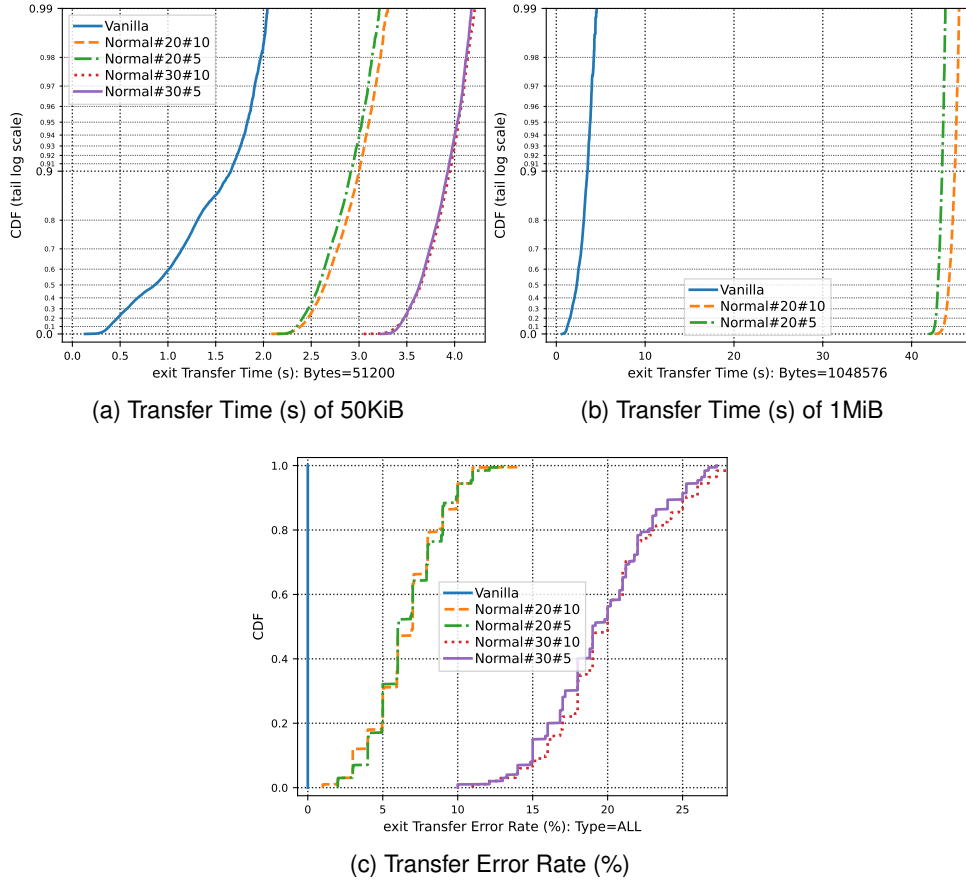 0.99
0.98
0.97
0.96
0.95
0.94
0.93
0.92
0.91
0.9
0.8
0.7
0.6
0.5
0.4
0.3
0.2
0.1
0.0
CDF (tail log scale)
Vanilla
Normal#20#10
Normal#20#5
Normal#30#10
Normal#30#5
0.0 0.5 1.0 1.5 2.0 2.5 3.0 3.5 4.0
exit Transfer Time (s): Bytes=51200
(a) Transfer Time (s) of 50KiB
0.99
0.98
0.97
0.96
0.95
0.94
0.93
0.92
0.91
0.9
0.8
0.7
0.6
0.5
0.4
0.3
0.2
0.1
0.0
CDF (tail log scale)
Vanilla
Normal#20#10
Normal#20#5
0 10 20 30 40
exit Transfer Time (s): Bytes=1048576
(b) Transfer Time (s) of 1MiB
1.0
0.8
0.6
0.4
0.2
0.0
CDF
Vanilla
Normal#20#10
Normal#20#5
Normal#30#10
Normal#30#5
0 5 10 15 20 25
exit Transfer Error Rate (%): Type=ALL
(c) Transfer Error Rate (%)